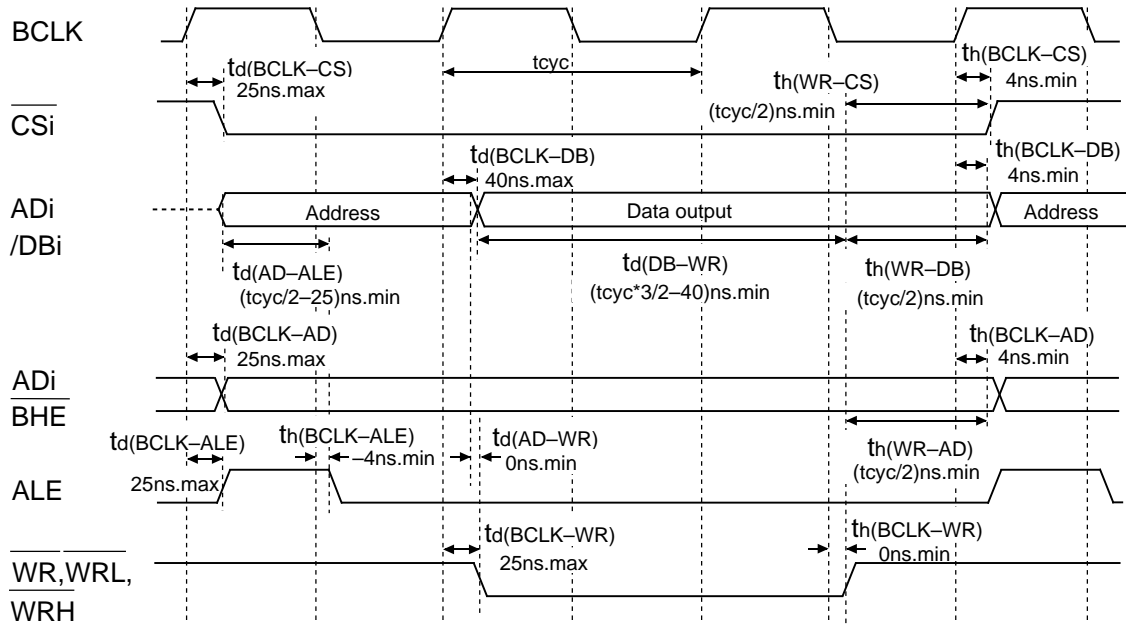 BCLK
td(BCLK–CS)
25ns.max
tcyc
th(WR–CS)
(tcyc/2)ns.min
th(BCLK–CS)
4ns.min
CSi
td(BCLK–DB)
40ns.max
th(BCLK–DB)
4ns.min
ADi
/DBi
Address
Data output
Address
td(AD–ALE)
(tcyc/2–25)ns.min
td(DB–WR)
(tcyc*3/2–40)ns.min
th(WR–DB)
(tcyc/2)ns.min
td(BCLK–AD)
25ns.max
th(BCLK–AD)
4ns.min
ADi
BHE
td(BCLK–ALE)
25ns.max
th(BCLK–ALE)
–4ns.min
td(AD–WR)
0ns.min
th(WR–AD)
(tcyc/2)ns.min
ALE
td(BCLK–WR)
25ns.max
th(BCLK–WR)
0ns.min
WR,WRL,
WRH